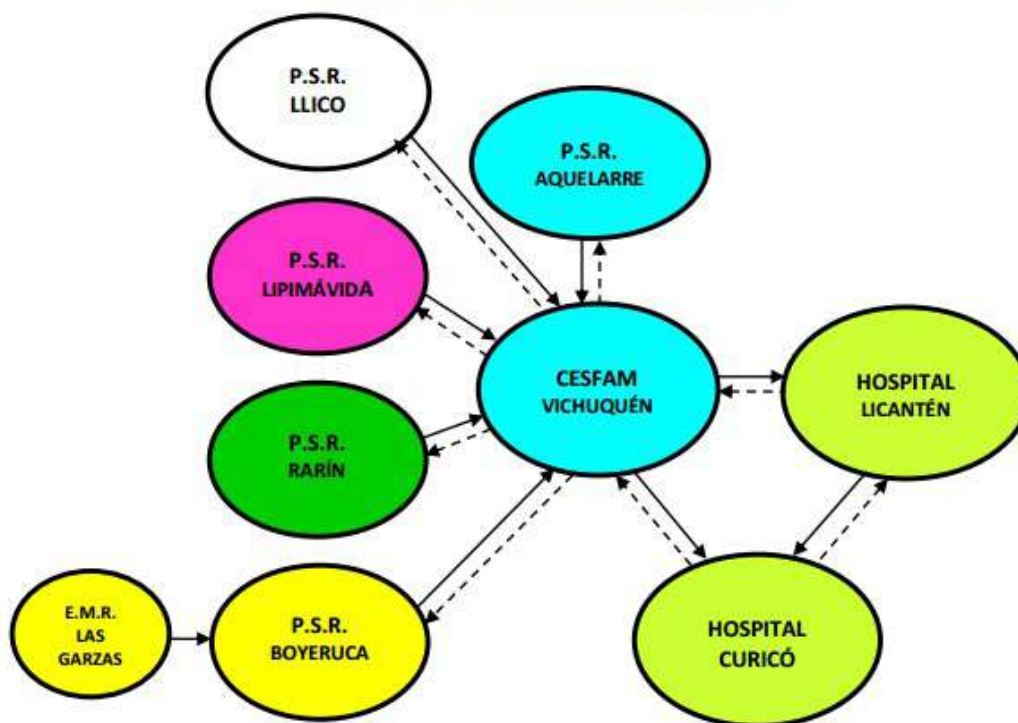 P.S.R.
LLICO
P.S.R.
AQUELARRE
P.S.R.
LIPIMÁVIDA
CESFAM
VICHUQUÉN
HOSPITAL
LICANTÉN
P.S.R.
RARÍN
E.M.R.
LAS
GARZAS
P.S.R.
BOYERUCA
HOSPITAL
CURICÓ